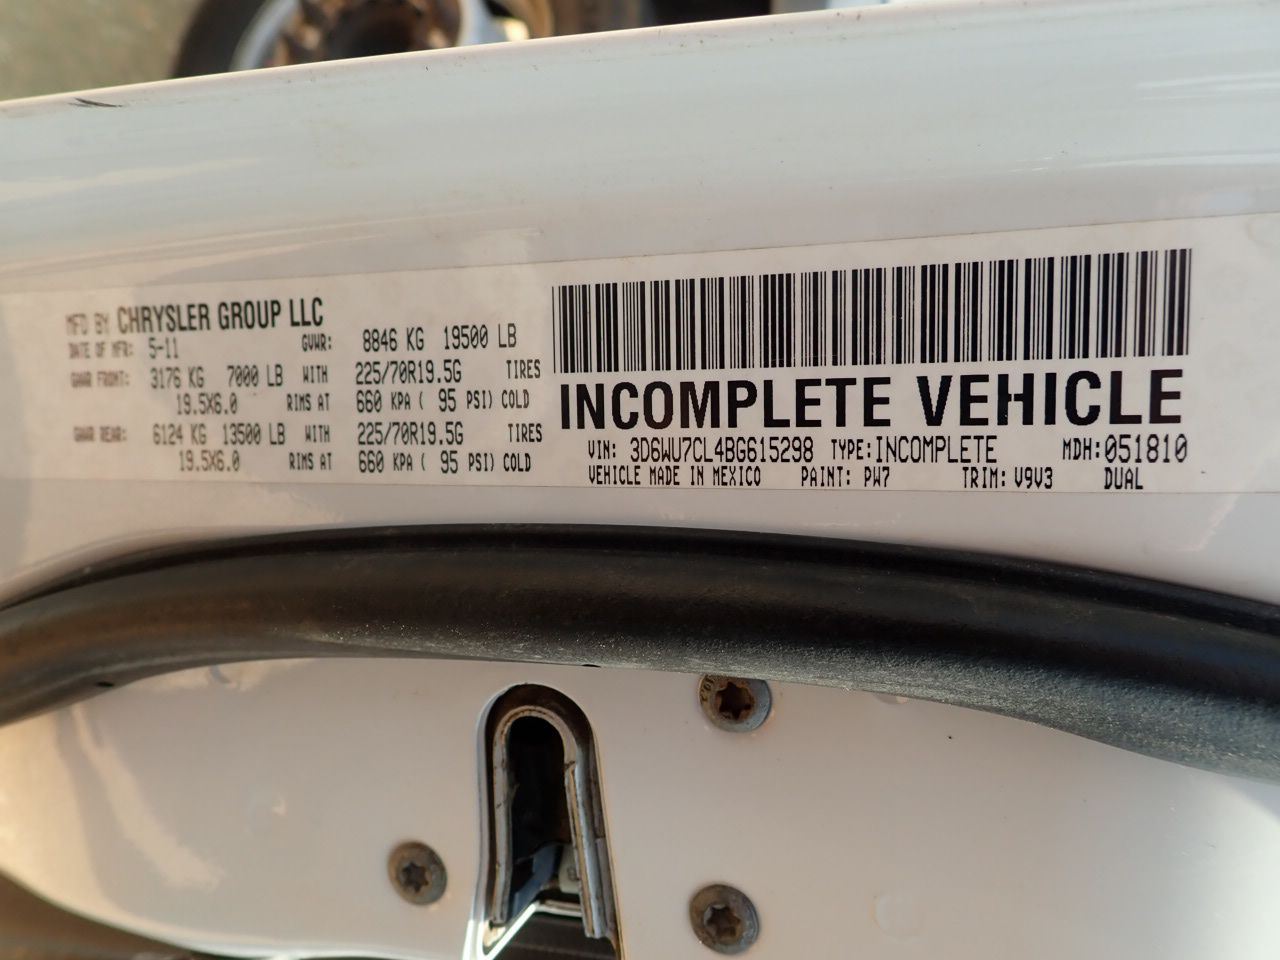 MFD BY CHRYSLER GROUP LLC
DATE OF MFR: 5-11 GVWR: 8846 KG 19500 LB
GAWR FRONT: 3176 KG 7000 LB WITH 225/70R19.5G TIRES
19.5X6.0 RIMS AT 660 KPA ( 95 PSI) COLD
GAWR REAR: 6124 KG 13500 LB WITH 225/70R19.5G TIRES
19.5X6.0 RIMS AT 660 KPA ( 95 PSI) COLD
INCOMPLETE VEHICLE
VIN: 3D6WU7CL4BG615298 TYPE: INCOMPLETE MDH: 051810
VEHICLE MADE IN MEXICO PAINT: PW7 TRIM: V9V3 DUAL